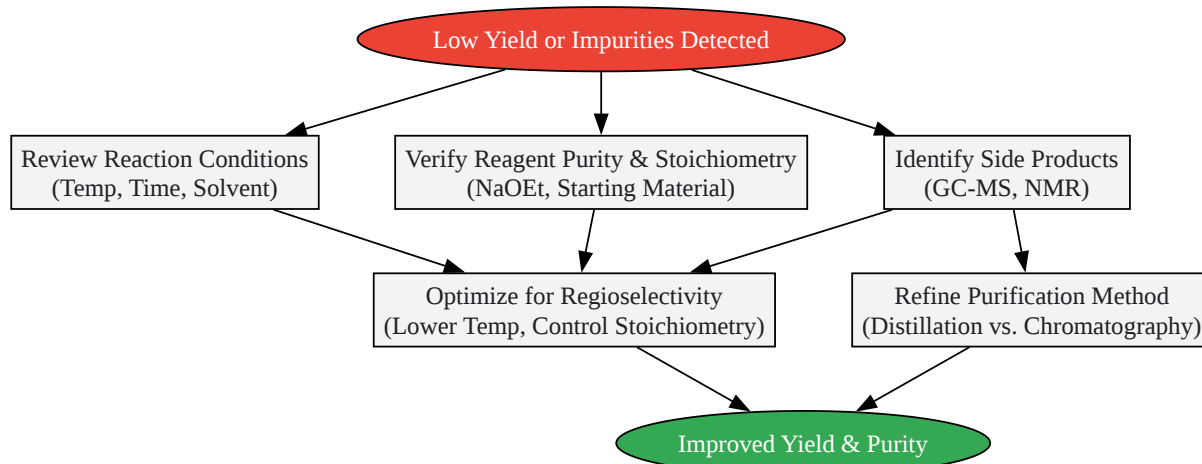 Low Yield or Impurities Detected
Review Reaction Conditions
(Temp, Time, Solvent)
Verify Reagent Purity & Stoichiometry
(NaOEt, Starting Material)
Identify Side Products
(GC-MS, NMR)
Optimize for Regioselectivity
(Lower Temp, Control Stoichiometry)
Refine Purification Method
(Distillation vs. Chromatography)
Improved Yield & Purity